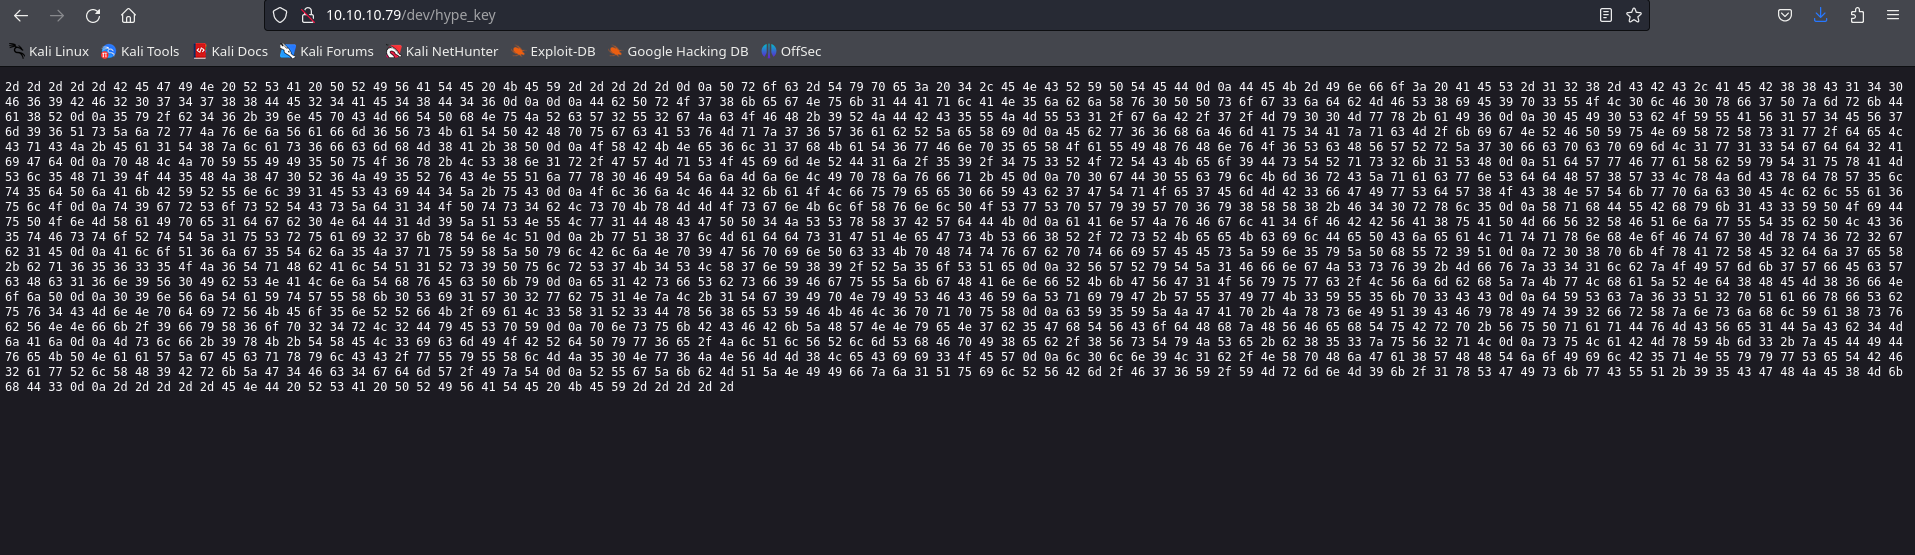 10.10.10.79/dev/hype_key
Kali Linux Kali Tools Kali Docs Kali Forums Kali NetHunter Exploit-DB Google Hacking DB OffSec
2d 2d 2d 2d 2d 42 45 47 49 4e 20 52 53 41 20 50 52 49 56 41 54 45 20 4b 45 59 2d 2d 2d 2d 2d 0d 0a 50 72 6f 63 2d 54 79 70 65 3a 20 34 2c 45 4e 43 52 59 50 54 45 44 0d 0a 44 45 4b 2d 49 6e 66 6f 3a 20 41 45 53 2d 31 32 38 2d 43 42 43 2c 41 45 42 38 38 43 31 34 30
46 36 39 42 46 32 30 37 34 37 38 38 44 45 32 34 41 45 34 38 44 34 36 0d 0a 0d 0a 44 62 50 72 4f 37 38 6b 65 67 4e 75 6b 31 44 41 71 6c 41 4e 35 6a 62 6a 58 76 30 50 50 73 6f 67 33 6a 64 62 4d 46 53 38 69 45 39 70 33 55 4f 4c 30 6c 46 30 78 66 37 50 7a 6d 72 6b 44
61 38 52 0d 0a 35 79 2f 62 34 36 2b 39 6e 45 70 43 4d 66 54 50 68 4e 75 4a 52 63 57 32 55 32 67 4a 63 4f 46 48 2b 39 52 4a 44 42 43 35 55 4a 4d 55 53 31 2f 67 6a 42 2f 37 2f 4d 79 30 30 4d 77 78 2b 61 49 36 0d 0a 30 45 49 30 53 62 4f 59 55 41 56 31 57 34 45 56 37
6d 39 36 51 73 5a 6a 72 77 4a 76 6e 6a 56 61 66 6d 36 56 73 4b 61 54 50 42 48 70 75 67 63 41 53 76 4d 71 7a 37 36 57 36 61 62 52 5a 65 58 69 0d 0a 45 62 77 36 36 68 6a 46 6d 41 75 34 41 7a 71 63 4d 2f 6b 69 67 4e 52 46 50 59 75 4e 69 58 72 58 73 31 77 2f 64 65 4c
43 71 43 4a 2b 45 61 31 54 38 7a 6c 61 73 36 66 63 6d 68 4d 38 41 2b 38 50 0d 0a 4f 58 42 4b 4e 65 36 6c 31 37 68 4b 61 54 36 77 46 6e 70 35 65 58 4f 61 55 49 48 76 48 6e 76 4f 36 53 63 48 56 57 52 72 5a 37 30 66 63 70 63 70 69 6d 4c 31 77 31 33 54 67 64 64 32 41
69 47 64 0d 0a 70 48 4c 4a 70 59 55 49 49 35 50 75 4f 36 78 2b 4c 53 38 6e 31 72 2f 47 57 4d 71 53 4f 45 69 6d 4e 52 44 31 6a 2f 35 39 2f 34 75 33 52 4f 72 54 43 4b 65 6f 39 44 73 54 52 71 73 32 6b 31 53 48 0d 0a 51 64 57 77 46 77 61 58 62 59 79 54 31 75 78 41 4d
53 6c 35 48 71 39 4f 44 35 48 4a 38 47 30 52 36 4a 49 35 52 76 43 4e 55 51 6a 77 78 30 46 49 54 6a 6a 4d 6a 6e 4c 49 70 78 6a 76 66 71 2b 45 0d 0a 70 30 67 44 30 55 63 79 6c 4b 6d 36 72 43 5a 71 61 63 77 6e 53 64 64 48 57 38 57 33 4c 78 4a 6d 43 78 64 78 57 35 6c
74 35 64 50 6a 41 6b 42 59 52 55 6e 6c 39 31 45 53 43 69 44 34 5a 2b 75 43 0d 0a 4f 6c 36 6a 4c 46 44 32 6b 61 4f 4c 66 75 79 65 65 30 66 59 43 62 37 47 54 71 4f 65 37 45 6d 4d 42 33 66 47 49 77 53 64 57 38 4f 43 38 4e 57 54 6b 77 70 6a 63 30 45 4c 62 6c 55 61 36
75 6c 4f 0d 0a 74 39 67 72 53 6f 73 52 54 43 73 5a 64 31 34 4f 50 74 73 34 62 4c 73 70 4b 78 4d 4d 4f 73 67 6e 4b 6c 6f 58 76 6e 6c 50 4f 53 77 53 70 57 79 39 57 70 36 79 38 58 58 38 2b 46 34 30 72 78 6c 35 0d 0a 58 71 68 44 55 42 68 79 6b 31 43 33 59 50 4f 69 44
75 50 4f 6e 4d 58 61 49 70 65 31 64 67 62 30 4e 64 44 31 4d 39 5a 51 53 4e 55 4c 77 31 44 48 43 47 50 50 34 4a 53 53 78 58 37 42 57 64 44 4b 0d 0a 61 41 6e 57 4a 76 46 67 6c 41 34 6f 46 42 42 56 41 38 75 41 50 4d 66 56 32 58 46 51 6e 6a 77 55 54 35 62 50 4c 43 36
35 74 46 73 74 6f 52 74 54 5a 31 75 53 72 75 61 69 32 37 6b 78 54 6e 4c 51 0d 0a 2b 77 51 38 37 6c 4d 61 64 64 73 31 47 51 4e 65 47 73 4b 53 66 38 52 2f 72 73 52 4b 65 65 4b 63 69 6c 44 65 50 43 6a 65 61 4c 71 74 71 78 6e 68 4e 6f 46 74 67 30 4d 78 74 36 72 32 67
62 31 45 0d 0a 41 6c 6f 51 36 6a 67 35 54 62 6a 35 4a 37 71 75 59 58 5a 50 79 6c 42 6c 6a 4e 70 39 47 56 70 69 6e 50 63 33 4b 70 48 74 74 76 67 62 70 74 66 69 57 45 45 73 5a 59 6e 35 79 5a 50 68 55 72 39 51 0d 0a 72 30 38 70 6b 4f 78 41 72 58 45 32 64 6a 37 65 58
2b 62 71 36 35 36 33 35 4f 4a 36 54 71 48 62 41 6c 54 51 31 52 73 39 50 75 6c 72 53 37 4b 34 53 4c 58 37 6e 59 38 39 2f 52 5a 35 6f 53 51 65 0d 0a 32 56 57 52 79 54 5a 31 46 66 6e 67 4a 53 73 76 39 2b 4d 66 76 7a 33 34 31 6c 62 7a 4f 49 57 6d 6b 37 57 66 45 63 57
63 48 63 31 36 6e 39 56 30 49 62 53 4e 41 4c 6e 6a 54 68 76 45 63 50 6b 79 0d 0a 65 31 42 73 66 53 62 73 66 39 46 67 75 55 5a 6b 67 48 41 6e 6e 66 52 4b 6b 47 56 47 31 4f 56 79 75 77 63 2f 4c 56 6a 6d 62 68 5a 7a 4b 77 4c 68 61 5a 52 4e 64 38 48 45 4d 38 36 66 4e
6f 6a 50 0d 0a 30 39 6e 56 6a 54 61 59 74 57 55 58 6b 30 53 69 31 57 30 32 77 62 75 31 4e 7a 4c 2b 31 54 67 39 49 70 4e 79 49 53 46 43 46 59 6a 53 71 69 79 47 2b 57 55 37 49 77 4b 33 59 55 35 6b 70 33 43 43 0d 0a 64 59 53 63 7a 36 33 51 32 70 51 61 66 78 66 53 62
75 76 34 43 4d 6e 4e 70 64 69 72 56 4b 45 6f 35 6e 52 52 66 4b 2f 69 61 4c 33 58 31 52 33 44 78 56 38 65 53 59 46 4b 46 4c 36 70 71 70 75 58 0d 0a 63 59 35 59 5a 4a 47 41 70 2b 4a 78 73 6e 49 51 39 43 46 79 78 49 74 39 32 66 72 58 7a 6e 73 6a 68 6c 59 61 38 73 76
62 56 4e 4e 66 6b 2f 39 66 79 58 36 6f 70 32 34 72 4c 32 44 79 45 53 70 59 0d 0a 70 6e 73 75 6b 42 43 46 42 6b 5a 48 57 4e 4e 79 65 4e 37 62 35 47 68 54 56 43 6f 64 48 68 7a 48 56 46 65 68 54 75 42 72 70 2b 56 75 50 71 61 71 44 76 4d 43 56 65 31 44 5a 43 62 34 4d
6a 41 6a 0d 0a 4d 73 6c 66 2b 39 78 4b 2b 54 58 45 4c 33 69 63 6d 49 4f 42 52 64 50 79 77 36 65 2f 4a 6c 51 6c 56 52 6c 6d 53 68 46 70 49 38 65 62 2f 38 56 73 54 79 4a 53 65 2b 62 38 35 33 7a 75 56 32 71 4c 0d 0a 73 75 4c 61 42 4d 78 59 4b 6d 33 2b 7a 45 44 49 44
76 65 4b 50 4e 61 61 57 5a 67 45 63 71 78 79 6c 43 43 2f 77 55 79 55 58 6c 4d 4a 35 30 4e 77 36 4a 4e 56 4d 4d 38 4c 65 43 69 69 33 4f 45 57 0d 0a 6c 30 6c 6e 39 4c 31 62 2f 4e 58 70 48 6a 47 61 38 57 48 48 54 6a 6f 49 69 6c 42 35 71 4e 55 79 79 77 53 65 54 42 46
32 61 77 52 6c 58 48 39 42 72 6b 5a 47 34 46 63 34 67 64 6d 57 2f 49 7a 54 0d 0a 52 55 67 5a 6b 62 4d 51 5a 4e 49 49 66 7a 6a 31 51 75 69 6c 52 56 42 6d 2f 46 37 36 59 2f 59 4d 72 6d 6e 4d 39 6b 2f 31 78 53 47 49 73 6b 77 43 55 51 2b 39 35 43 47 48 4a 45 38 4d 6b
68 44 33 0d 0a 2d 2d 2d 2d 2d 45 4e 44 20 52 53 41 20 50 52 49 56 41 54 45 20 4b 45 59 2d 2d 2d 2d 2d